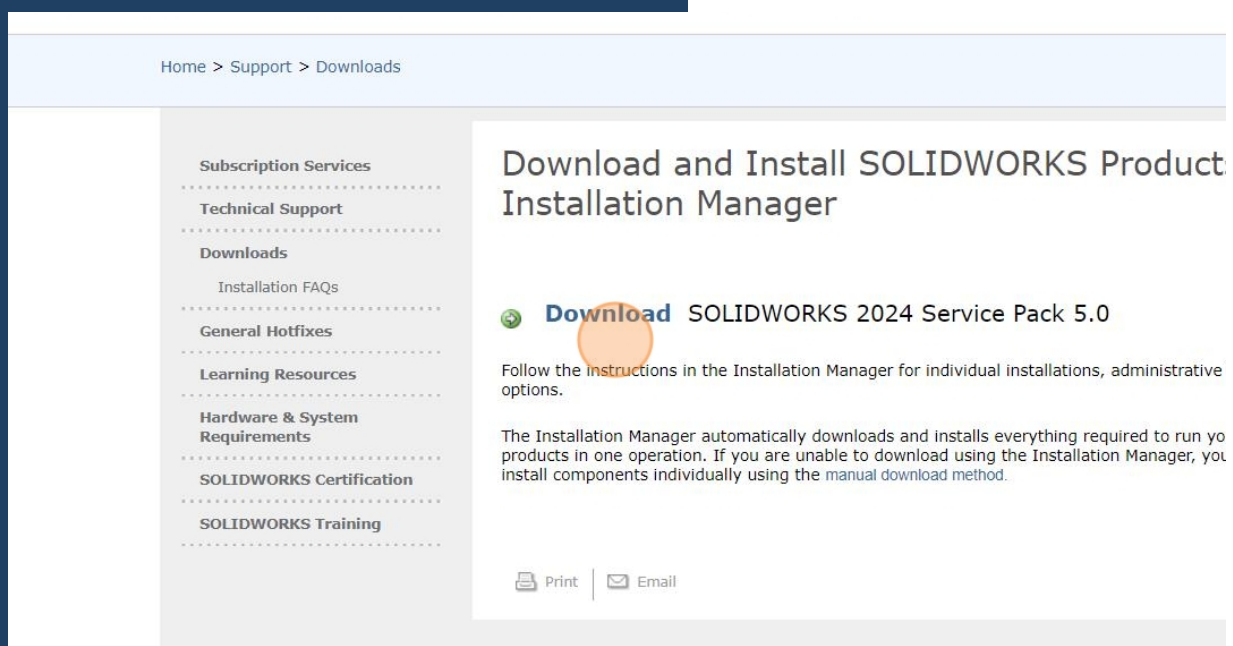 Home > Support > Downloads
Subscription Services
Technical Support
Downloads
Installation FAQs
General Hotfixes
Learning Resources
Hardware & System
Requirements
SOLIDWORKS Certification
SOLIDWORKS Training
Download and Install SOLIDWORKS Product
Installation Manager
Download SOLIDWORKS 2024 Service Pack 5.0
Follow the instructions in the Installation Manager for individual installations, administrative
options.
The Installation Manager automatically downloads and installs everything required to run yo
products in one operation. If you are unable to download using the Installation Manager, you
install components individually using the manual download method.
Print
Email